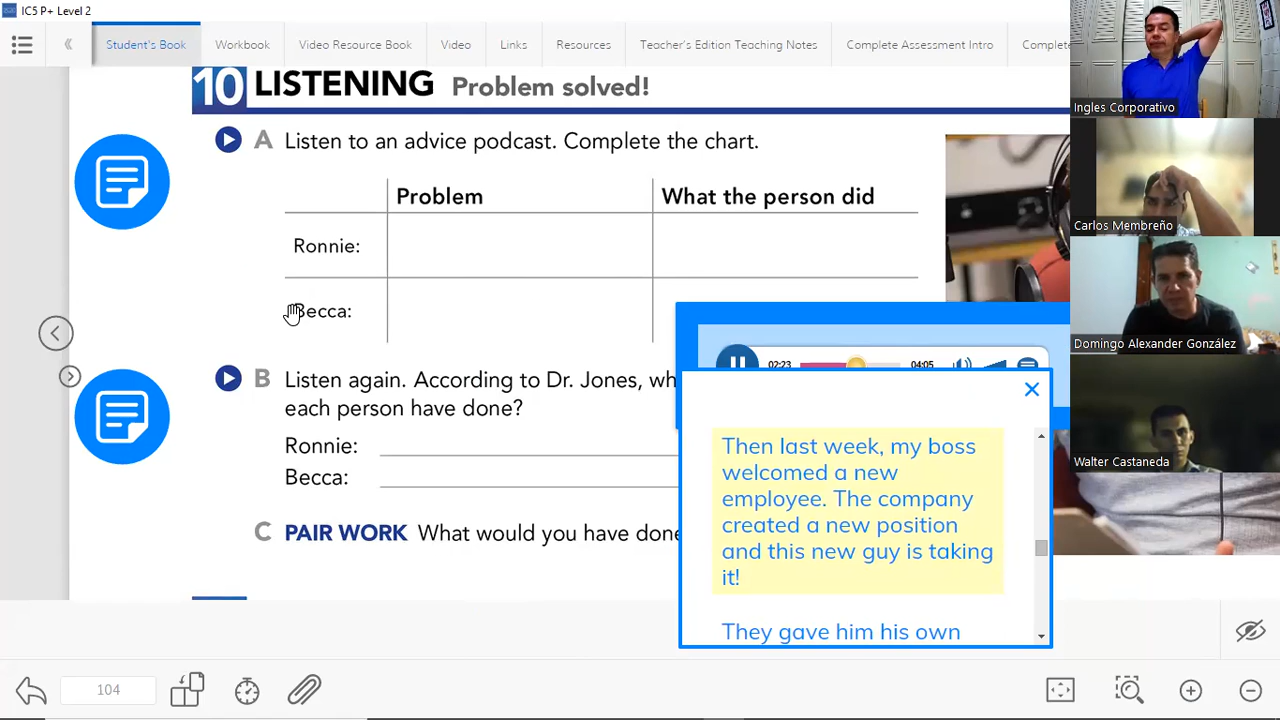 IC5 P+ Level 2
Student's Book
Workbook
Video Resource Book
Links
Resources
Teacher's Edition Teaching Notes
Complete Assessment Intro
Complete
10 LISTENING Problem solved!
A Listen to an advice podcast. Complete the chart.
Problem
What the person did
Ronnie:
Becca:
B Listen again. According to Dr. Jones, wh
each person have done?
Ronnie:
Becca:
C PAIR WORK What would you have done
02:23
04:05
Then last week, my boss
welcomed a new
employee. The company
created a new position
and this new guy is taking
it!
They gave him his own
104
Ingles Corporativo
Carlos Membreño
Domingo Alexander González
Walter Castaneda